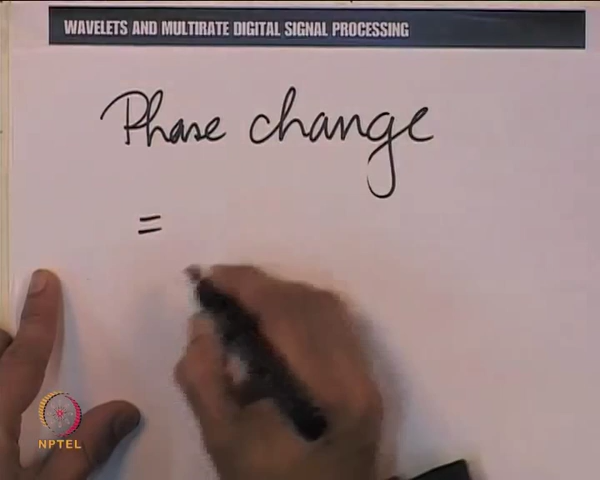 WAVELETS AND MULTIRATE DIGITAL SIGNAL PROCESSING
Phase change
=
NPTEL